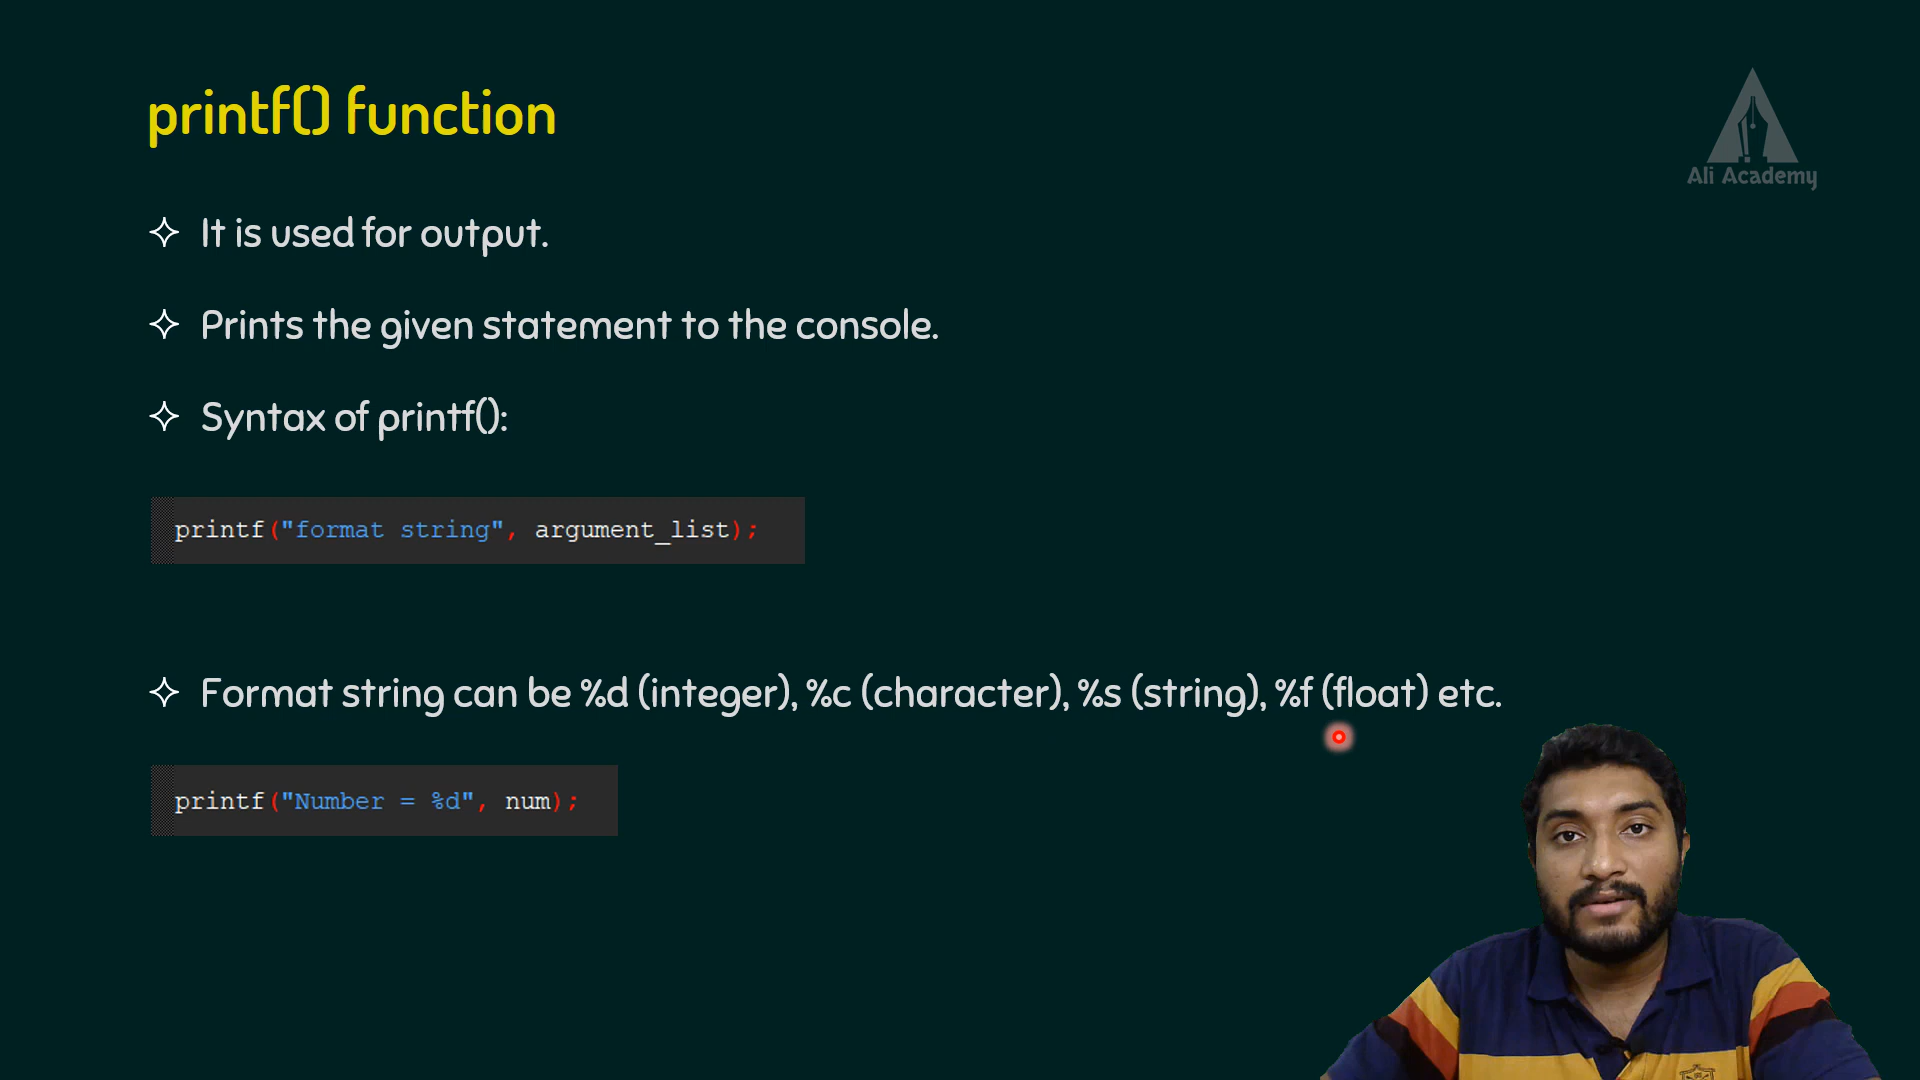 printf() function
Ali Academy
It is used for output.
Prints the given statement to the console.
Syntax of printf():
printf("format string", argument_list);
Format string can be %d (integer), %c (character), %s (string), %f (float) etc.
printf("Number = %d", num);